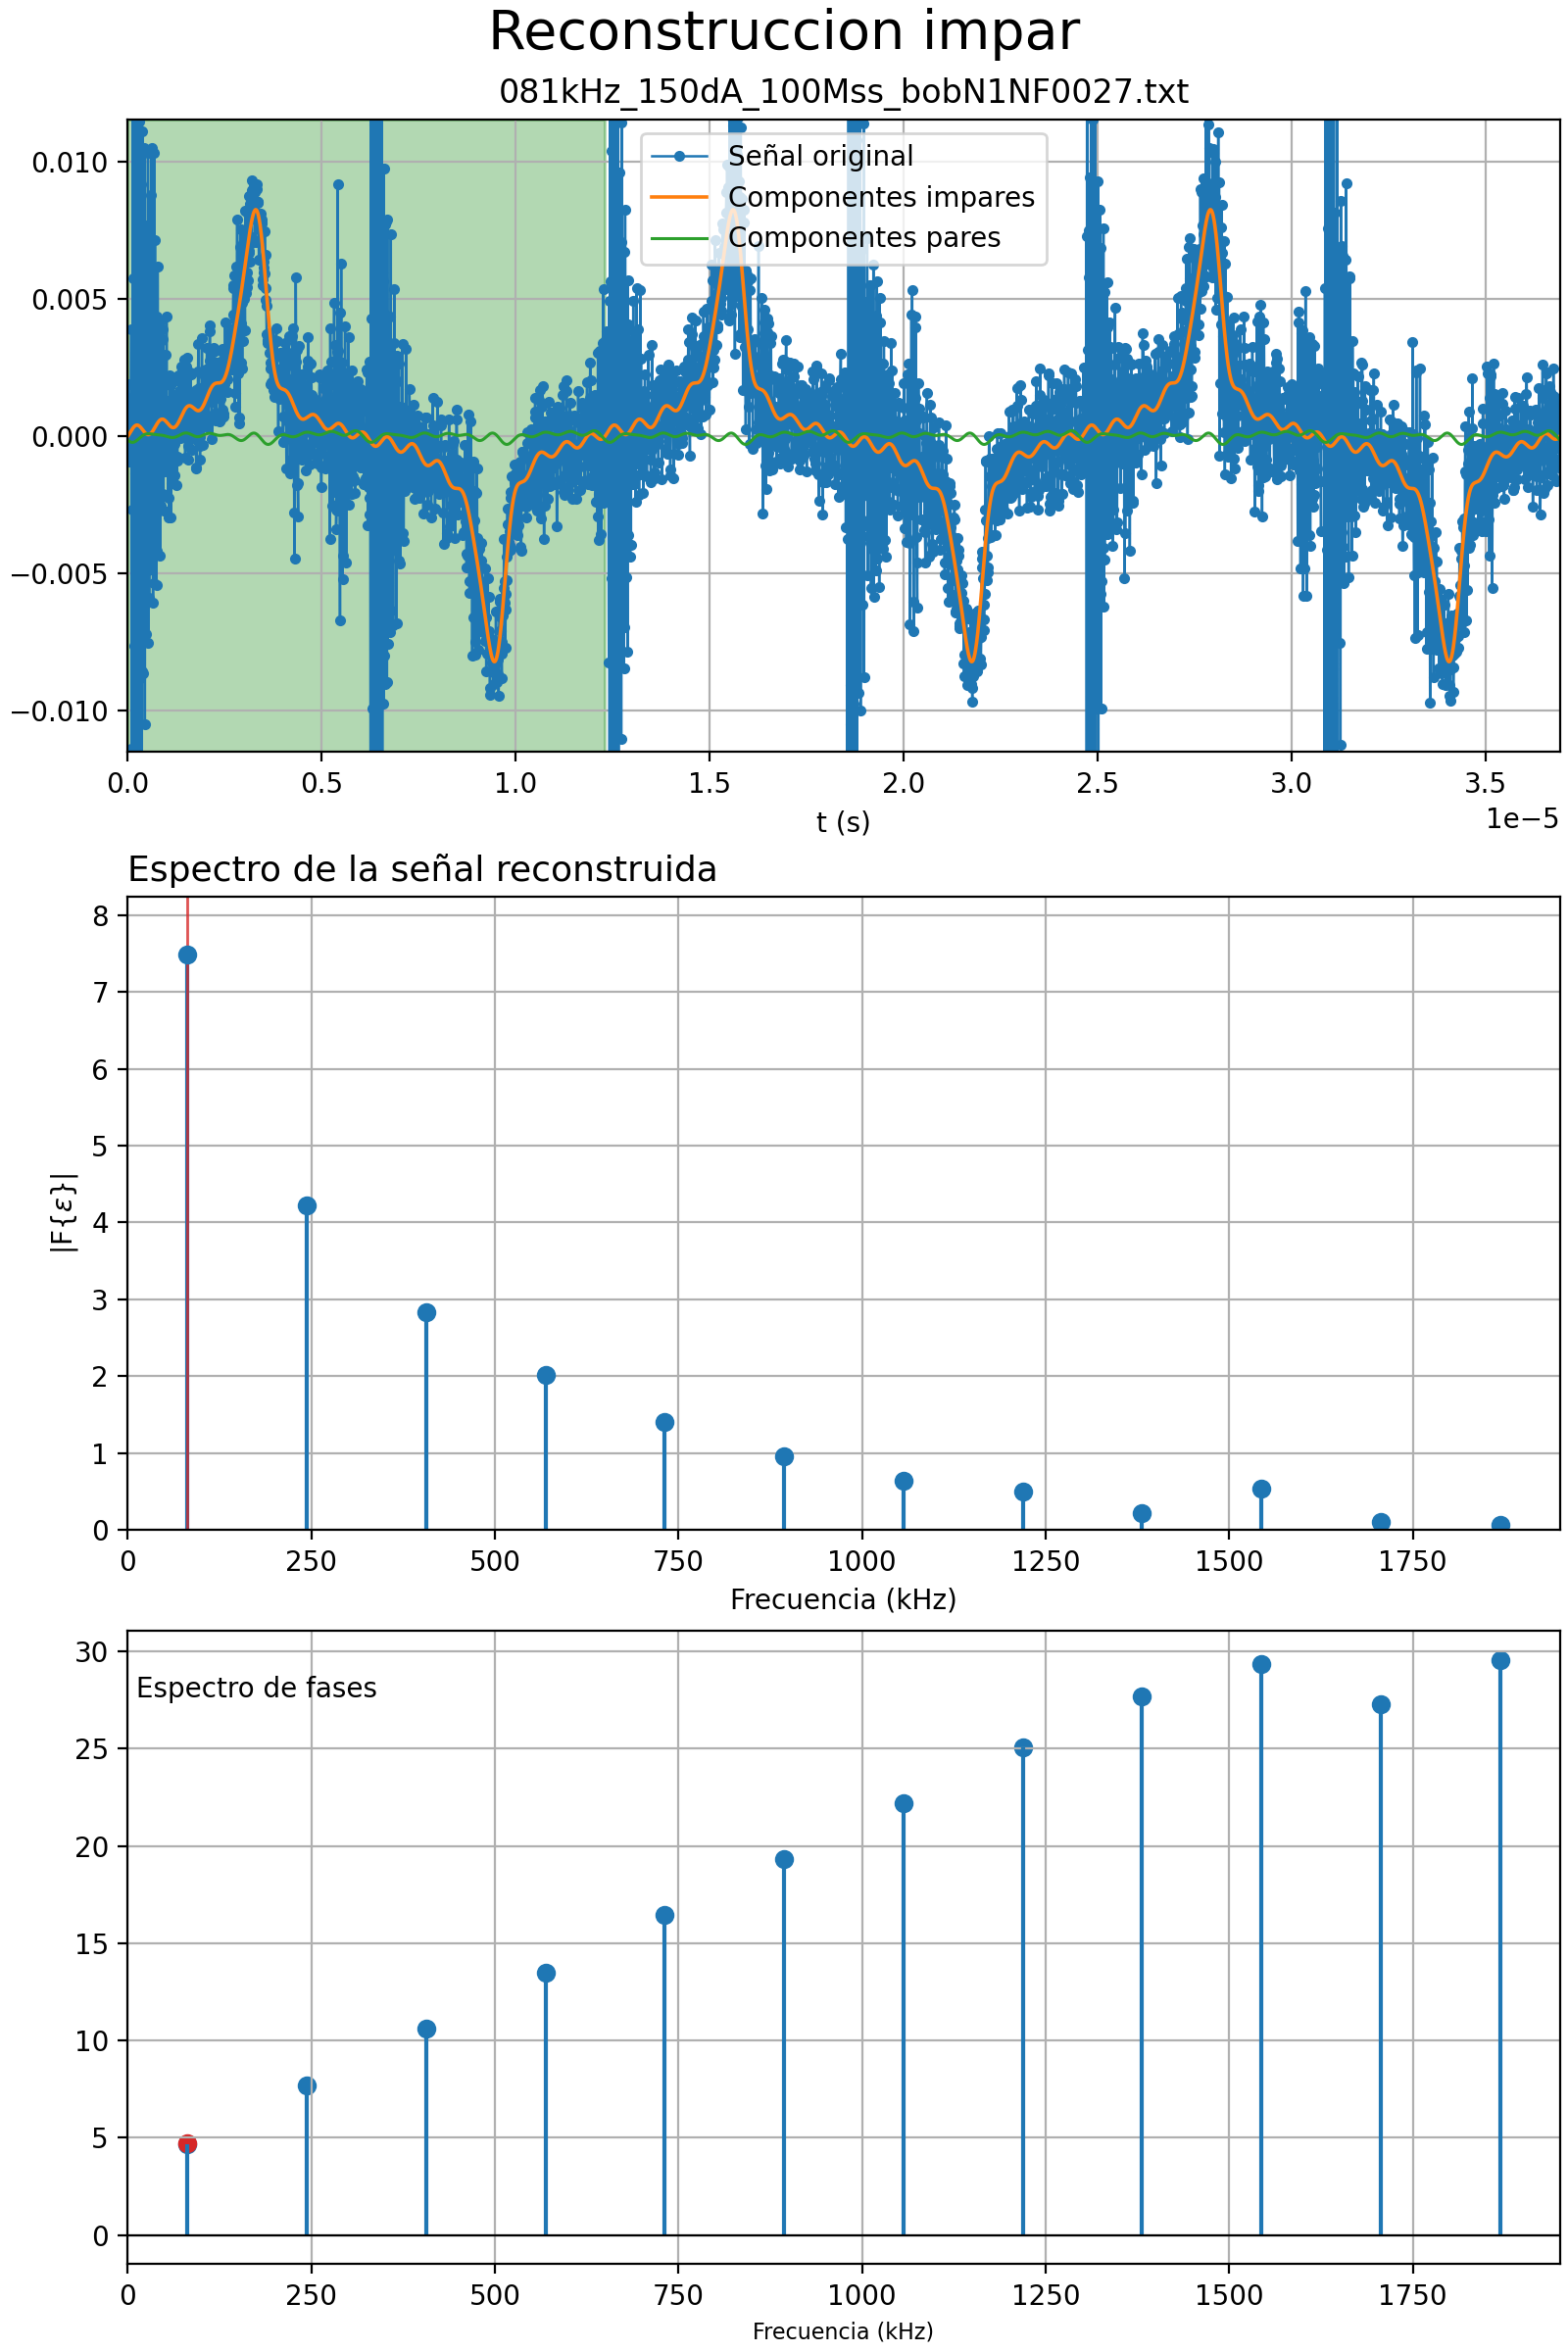 Reconstruccion impar
081kHz_150dA_100Mss_bobN1NF0027.txt
Señal original
Componentes impares
Componentes pares
0.010
0.005
0.000
−0.005
−0.010
0.0 0.5 1.0 1.5 2.0 2.5 3.0 3.5
1e−5
t (s)
Espectro de la señal reconstruida
8
7
6
5
4
3
2
1
0
|F{ε}|
0 250 500 750 1000 1250 1500 1750
Frecuencia (kHz)
Espectro de fases
30
25
20
15
10
5
0
0 250 500 750 1000 1250 1500 1750
Frecuencia (kHz)